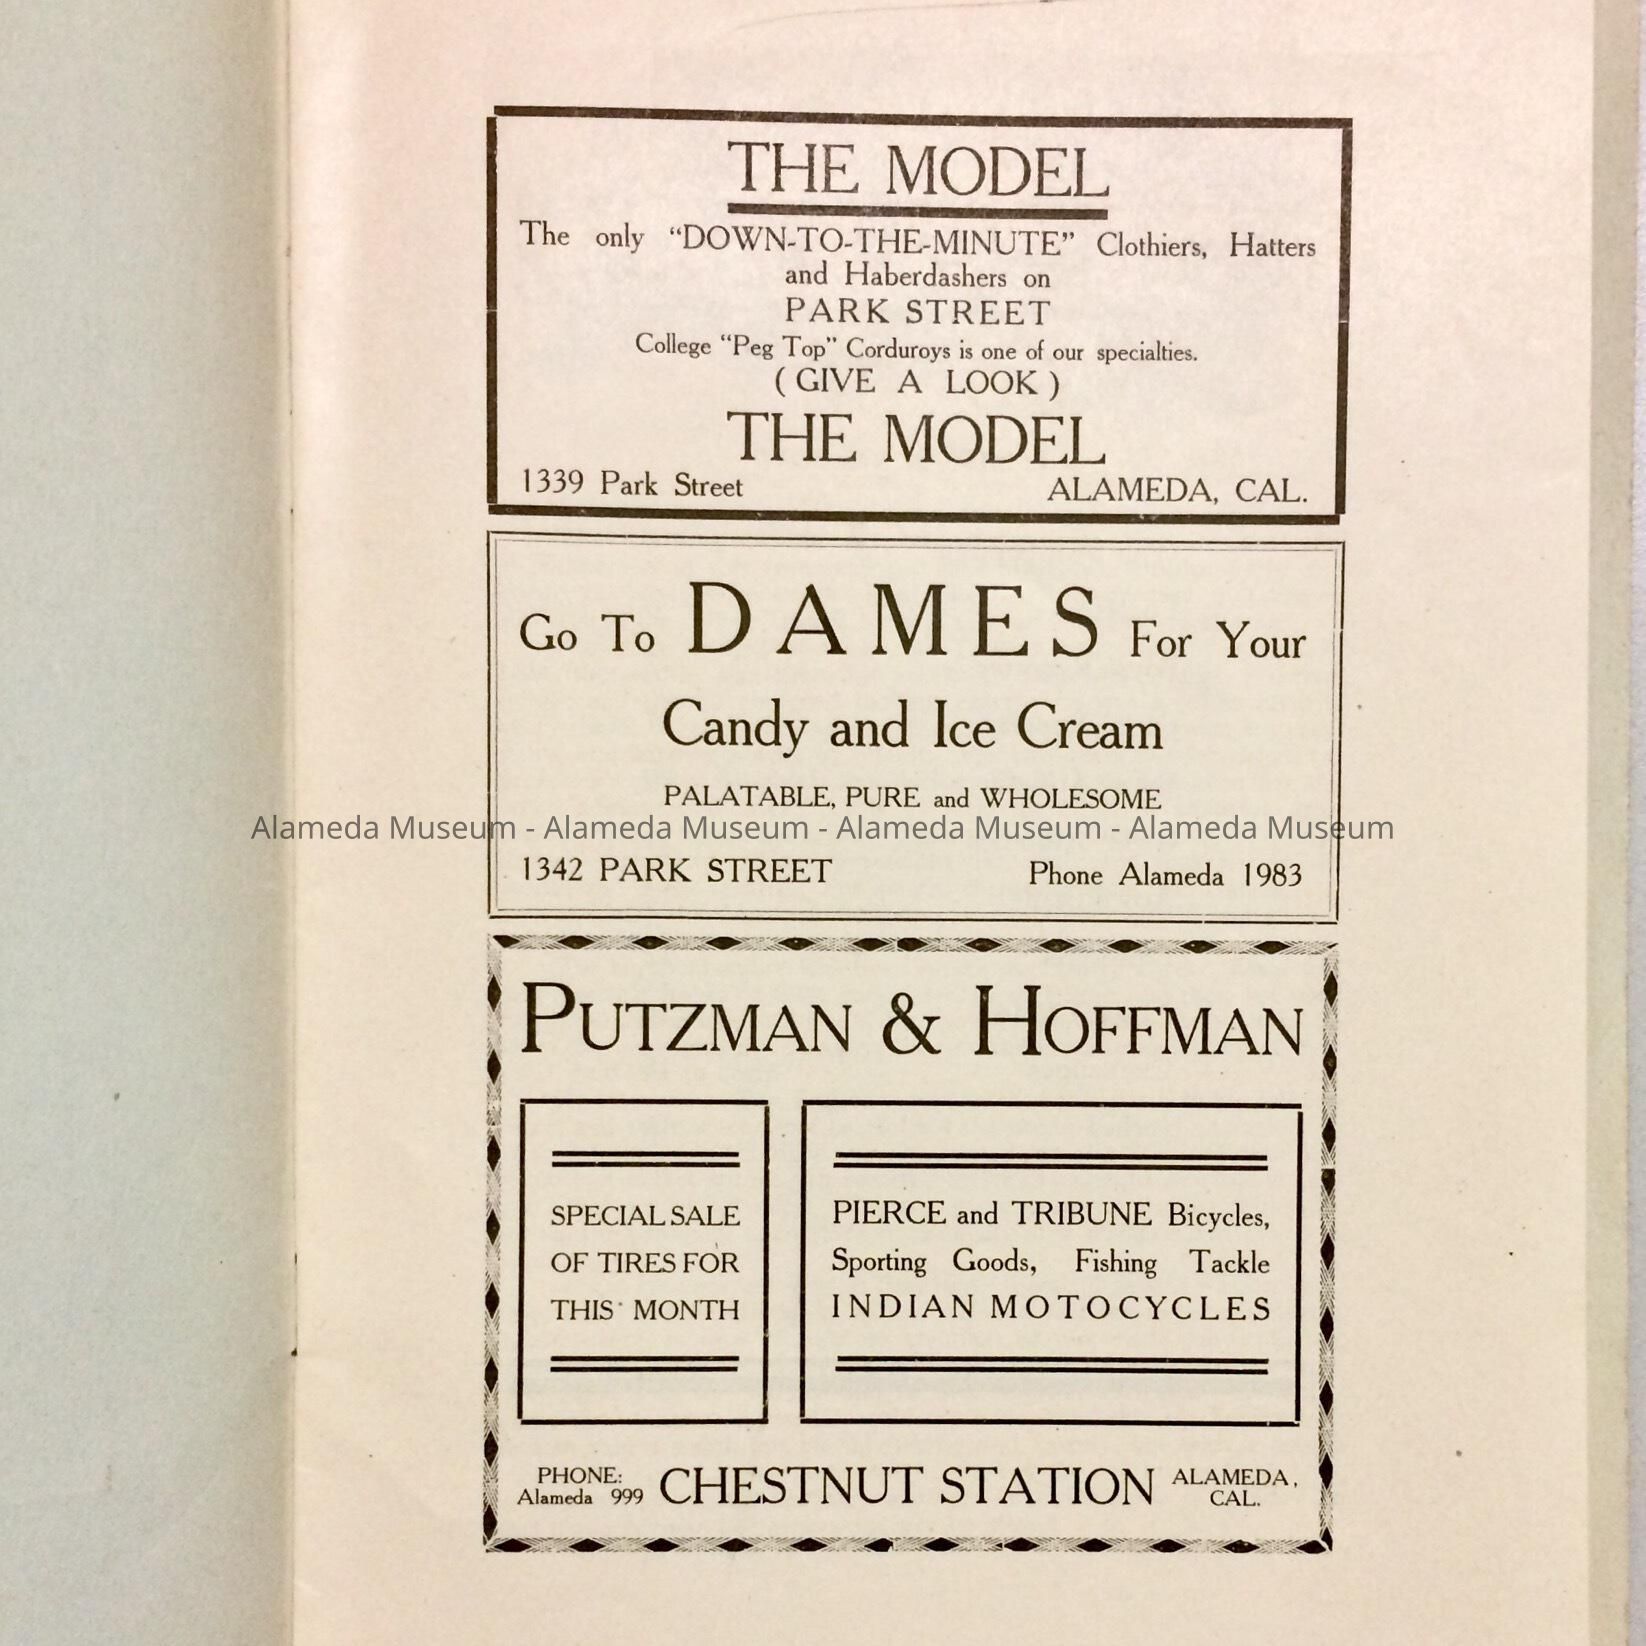 THE MODEL
The only "DOWN-TO-THE-MINUTE" Clothiers, Hatters
and Haberdashers on
PARK STREET
College "Peg Top" Corduroys is one of our specialties.
(GIVE A LOOK)
THE MODEL
1339 Park Street ALAMEDA, CAL.
Go To DAMES For Your
Candy and Ice Cream
PALATABLE, PURE and WHOLESOME
Alameda Museum - Alameda Museum - Alameda Museum - Alameda Museum
1342 PARK STREET Phone Alameda 1983
PUTZMAN & HOFFMAN
SPECIAL SALE
OF TIRES FOR
THIS MONTH
PIERCE and TRIBUNE Bicycles,
Sporting Goods, Fishing Tackle
INDIAN MOTOCYCLES
PHONE:
Alameda 999
CHESTNUT STATION
ALAMEDA,
CAL.